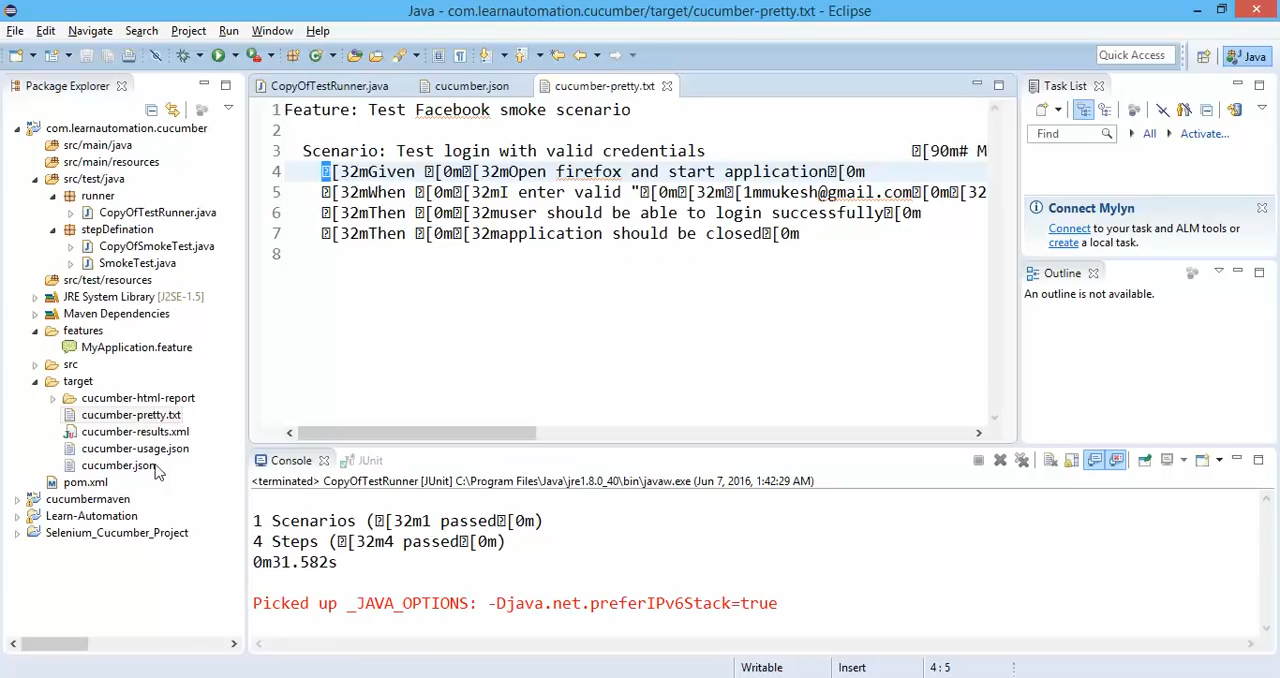 Java - com.learnautomation.cucumber/target/cucumber-pretty.txt - Eclipse
File Edit Navigate Search Project Run Window Help
Quick Access
Java
Package Explorer
com.learnautomation.cucumber
src/main/java
src/main/resources
src/test/java
runner
CopyOfTestRunner.java
stepDefinition
CopyOfSmokeTest.java
SmokeTest.java
src/test/resources
JRE System Library [J2SE-1.5]
Maven Dependencies
features
MyApplication.feature
src
target
cucumber-html-report
cucumber-pretty.txt
cucumber-results.xml
cucumber-usage.json
cucumber.json
pom.xml
cucumbermaven
Learn-Automation
Selenium_Cucumber_Project
CopyOfTestRunner.java cucumber.json cucumber-pretty.txt
1 Feature: Test Facebook smoke scenario
2
3 Scenario: Test login with valid credentials [90m# M
4 [32mGiven [0m[32mOpen firefox and start application[0m
5 [32mWhen [0m[32mI enter valid "[0m[32m[1mmukesh@gmail.com[0m[32
6 [32mThen [0m[32muser should be able to login successfully[0m
7 [32mThen [0m[32mapplication should be closed[0m
8
Task List
Find All Activate...
Connect Mylyn
Connect to your task and ALM tools or
create a local task.
Outline
An outline is not available.
Console JUnit
<terminated> CopyOfTestRunner [JUnit] C:\Program Files\Java\jre1.8.0_40\bin\javaw.exe (Jun 7, 2016, 1:42:29 AM)
1 Scenarios ([32m1 passed[0m)
4 Steps ([32m4 passed[0m)
0m31.582s
Picked up _JAVA_OPTIONS: -Djava.net.preferIPv6Stack=true
Writable Insert 4 : 5